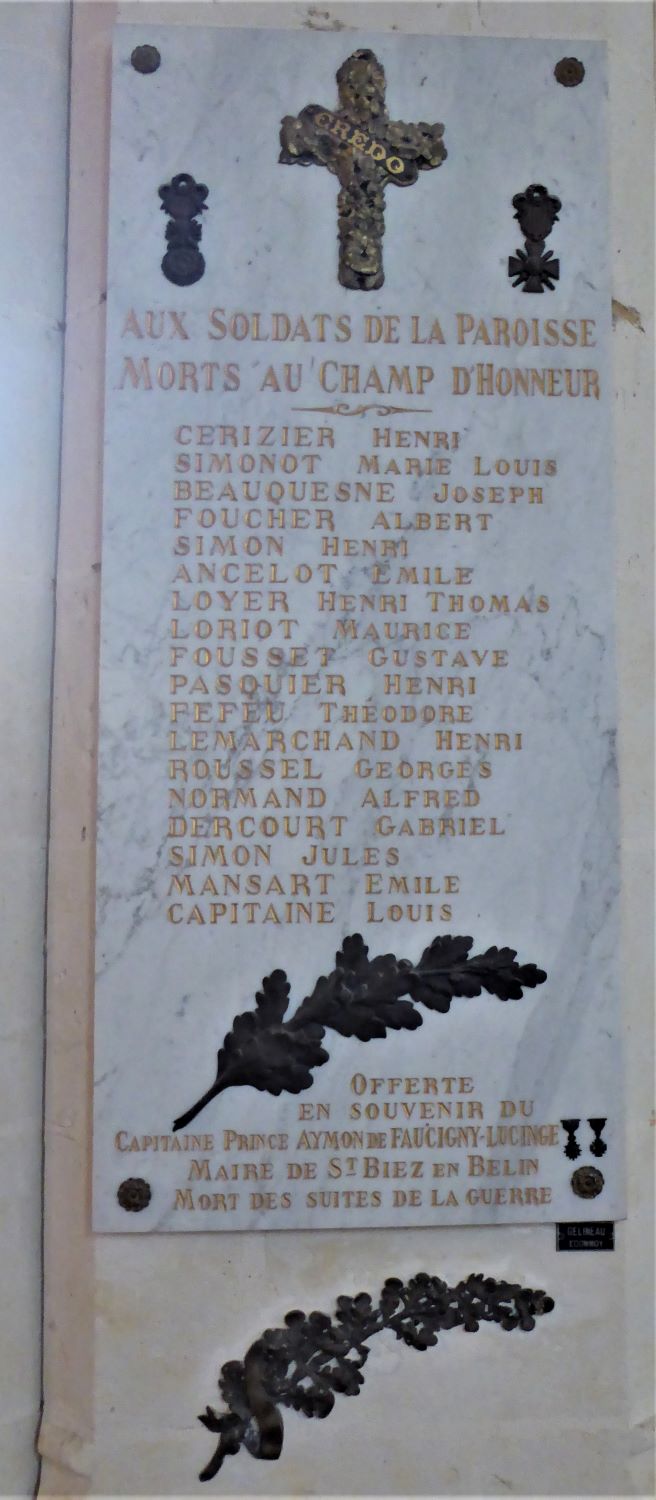 CREDO
AUX SOLDATS DE LA PAROISSE
MORTS AU CHAMP D'HONNEUR
CERIZIER HENRI
SIMONOT MARIE LOUIS
BEAUQUESNE JOSEPH
FOUCHER ALBERT
SIMON HENRI
ANCELOT EMILE
LOYER HENRI THOMAS
LORIOT MAURICE
FOUSSET GUSTAVE
PASQUIER HENRI
FEFEU THÉODORE
LEMARCHAND HENRI
ROUSSEL GEORGES
NORMAND ALFRED
DERCOURT GABRIEL
SIMON JULES
MANSART EMILE
CAPITAINE LOUIS
OFFERTE
EN SOUVENIR DU
CAPITAINE PRINCE AYMON DE FAUCIGNY-LUCINGE
MAIRE DE ST BIEZ EN BELIN
MORT DES SUITES DE LA GUERRE
GELINEAU
ECOMMOY